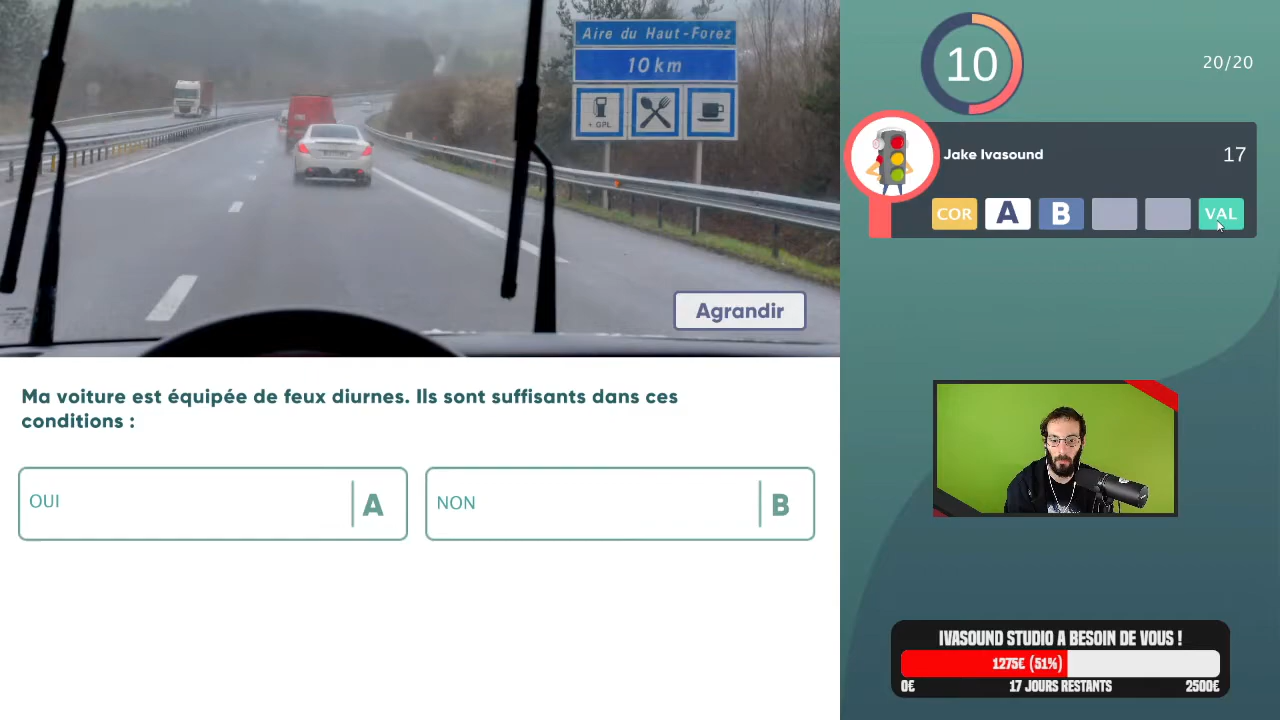 Aire du Haut-Forez
10 km
+ GPL
Agrandir
Ma voiture est équipée de feux diurnes. Ils sont suffisants dans ces
conditions :
OUI
A
NON
B
10
20/20
Jake Ivasound
17
COR
A
B
VAL
IVASOUND STUDIO A BESOIN DE VOUS !
1275€ (51%)
0€
17 JOURS RESTANTS
2500€